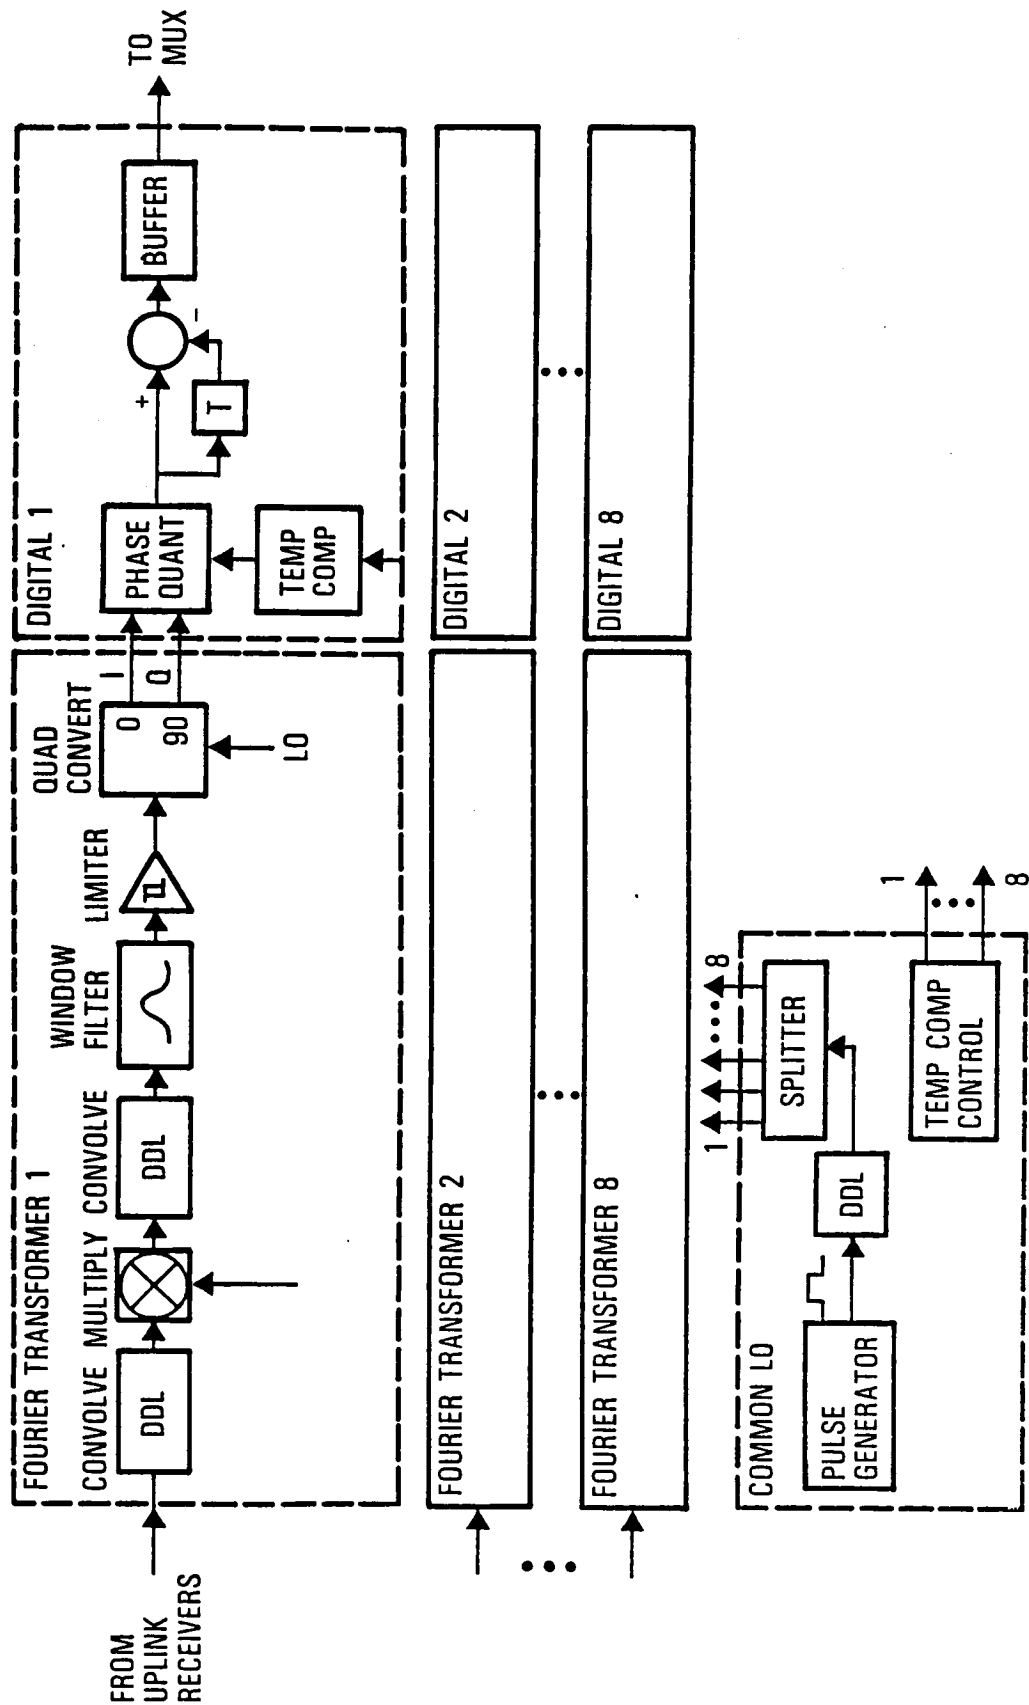 FROM
UPLINK
RECEIVERS
FOURIER TRANSFORMER 1
CONVOLVE MULTIPLY CONVOLVE
WINDOW
FILTER
LIMITER
QUAD
CONVERT
DDL
DDL
0
90
I
Q
LO
DIGITAL 1
PHASE
QUANT
TEMP
COMP
+
T
-
BUFFER
TO
MUX
FOURIER TRANSFORMER 2
DIGITAL 2
FOURIER TRANSFORMER 8
DIGITAL 8
COMMON LO
PULSE
GENERATOR
DDL
SPLITTER
1
8
TEMP COMP
CONTROL
1
8